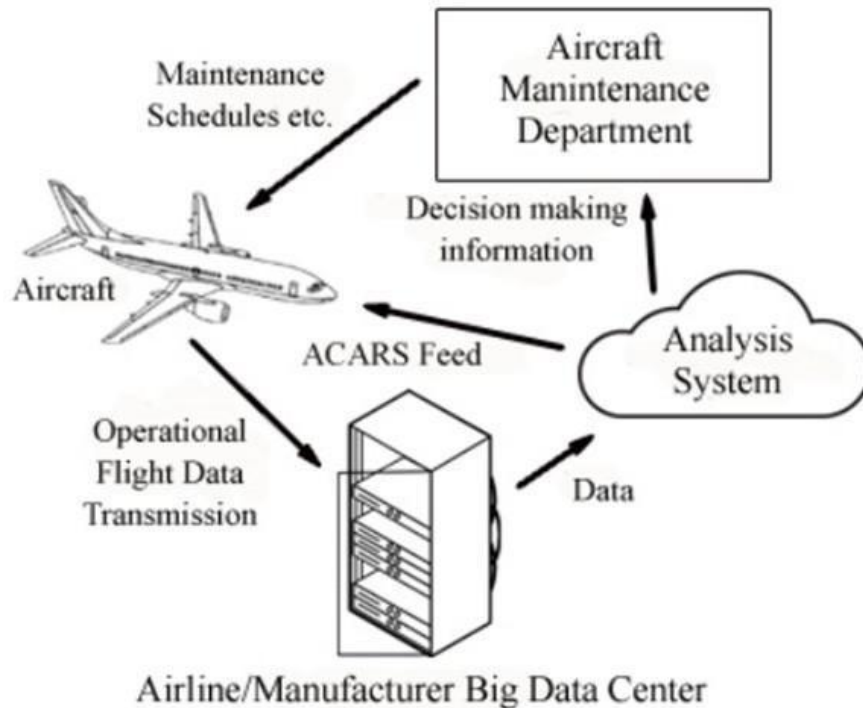 Aircraft
Manintenance
Department
Maintenance
Schedules etc.
Decision making
information
Aircraft
ACARS Feed
Analysis
System
Operational
Flight Data
Transmission
Data
Airline/Manufacturer Big Data Center